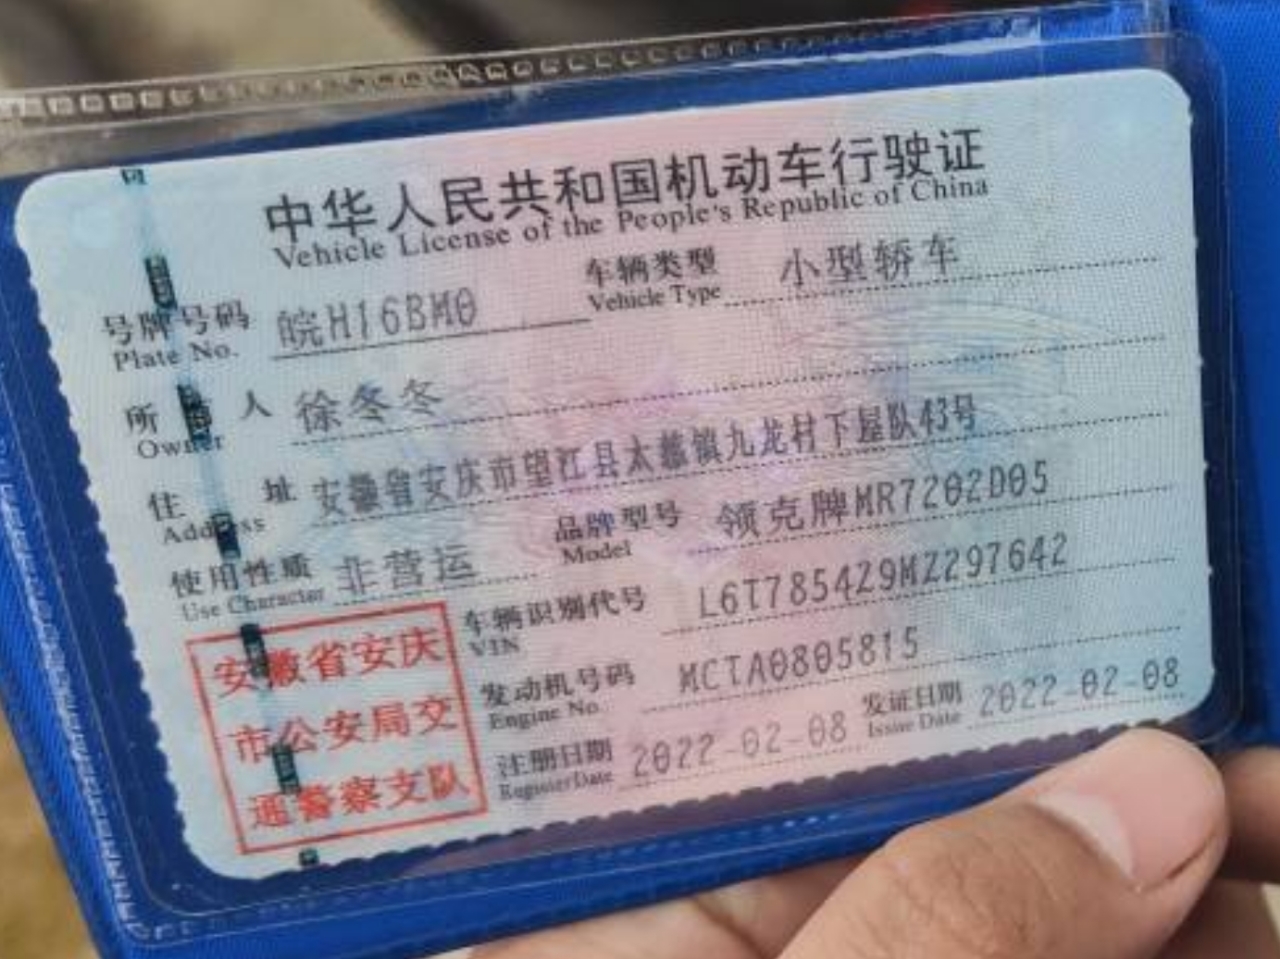 中华人民共和国机动车行驶证
Vehicle License of the People's Republic of China
号牌号码 皖H16BM0 车辆类型 小型轿车
Plate No. Vehicle Type
所有人 徐冬冬
Owner
住址 安徽省安庆市望江县太慈镇九龙村下屋队43号
Address
使用性质 非营运 品牌型号 领克牌MR7202D05
Use Character Model
车辆识别代号 L6T7854Z9MZ297642
VIN
发动机号码 MCTA0805815
Engine No.
注册日期 2022-02-08 发证日期 2022-02-08
Register Date Issue Date
安徽省安庆
市公安局交
通警察支队